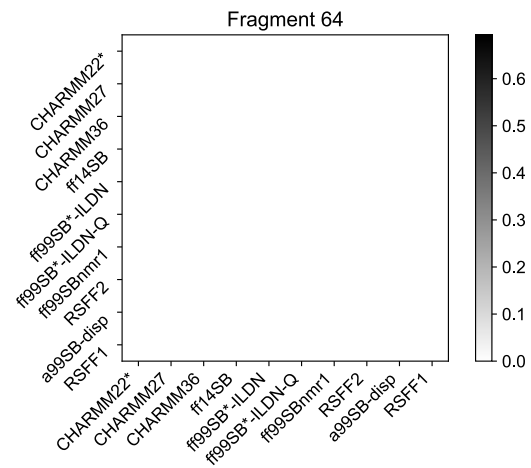 Fragment 64
CHARMM22*
CHARMM27
CHARMM36
ff14SB
ff99SB*-ILDN
ff99SB*-ILDN-Q
ff99SBnmr1
RSFF2
a99SB-disp
RSFF1
CHARMM22*
CHARMM27
CHARMM36
ff14SB
ff99SB*-ILDN
ff99SB*-ILDN-Q
ff99SBnmr1
RSFF2
a99SB-disp
RSFF1
0.6
0.5
0.4
0.3
0.2
0.1
0.0